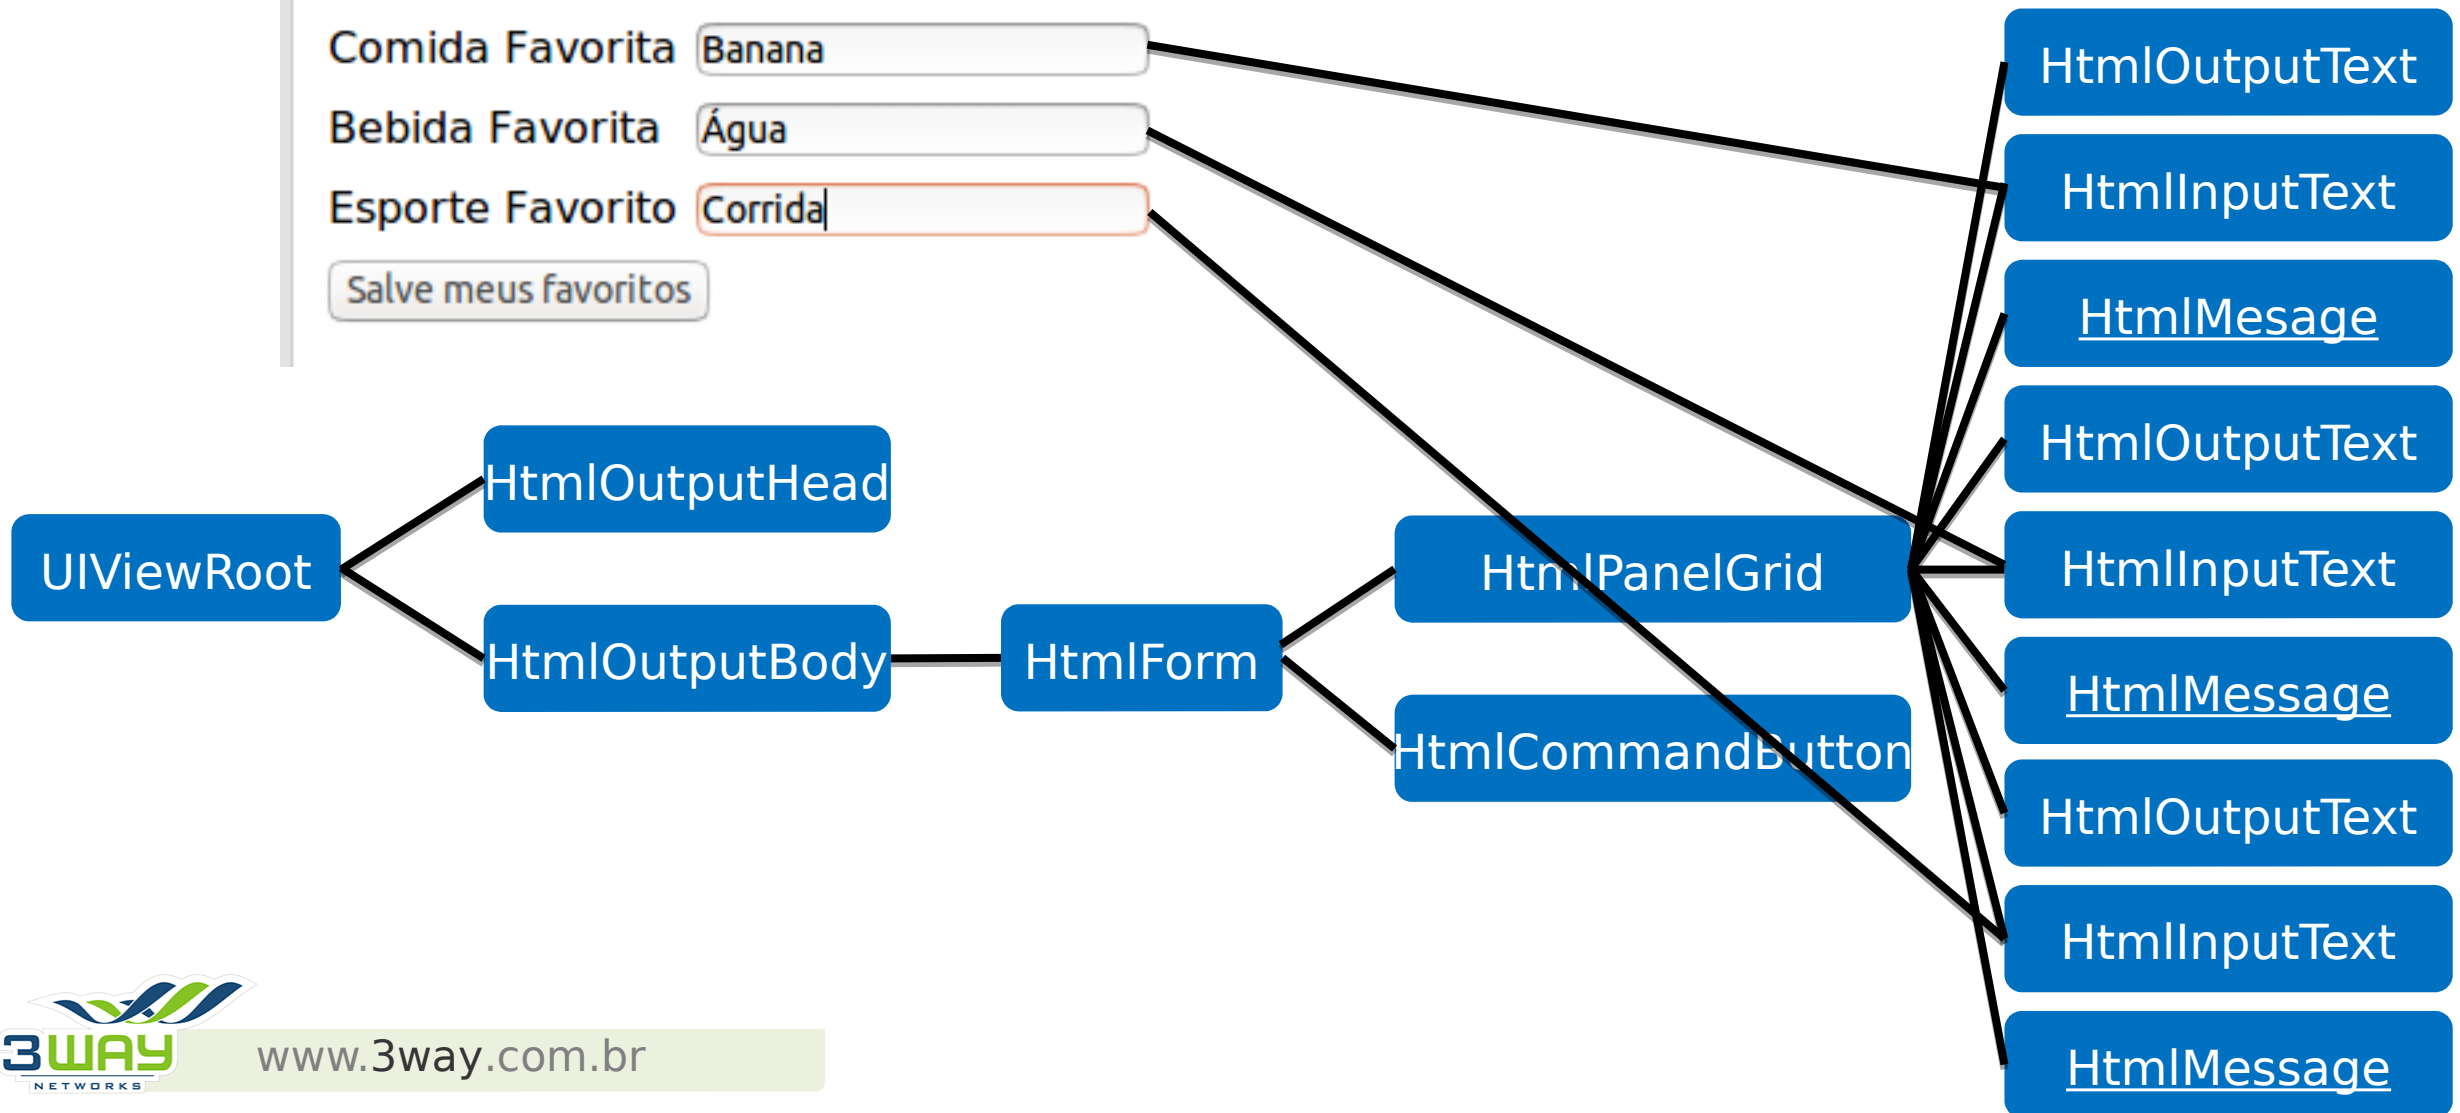 Comida Favorita Banana
Bebida Favorita Água
Esporte Favorito Corrida
Salve meus favoritos
UIViewRoot
HtmlOutputHead
HtmlOutputBody
HtmlForm
HtmlPanelGrid
HtmlCommandButton
HtmlOutputText
HtmlInputText
HtmlMesage
HtmlOutputText
HtmlInputText
HtmlMessage
HtmlOutputText
HtmlInputText
HtmlMessage
3WAY
NETWORKS
www.3way.com.br